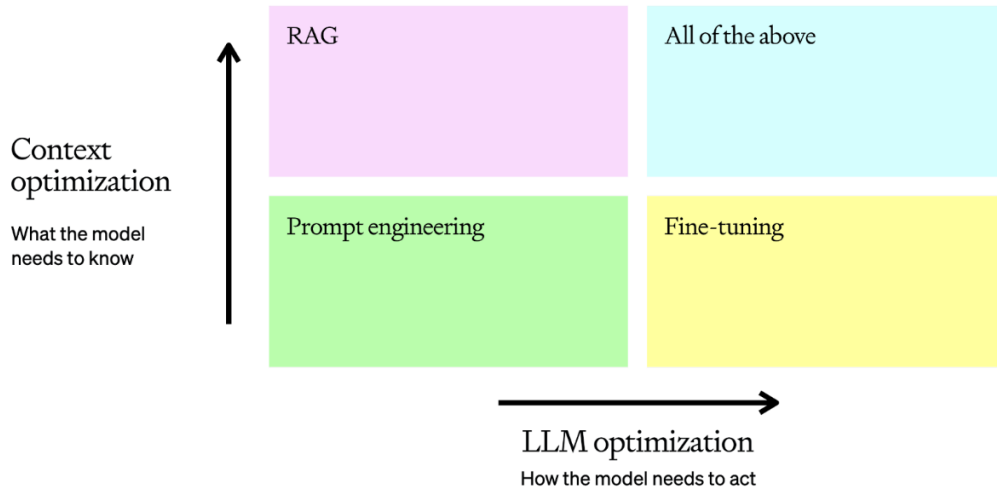 RAG
All of the above
Context
optimization
What the model
needs to know
Prompt engineering
Fine-tuning
LLM optimization
How the model needs to act